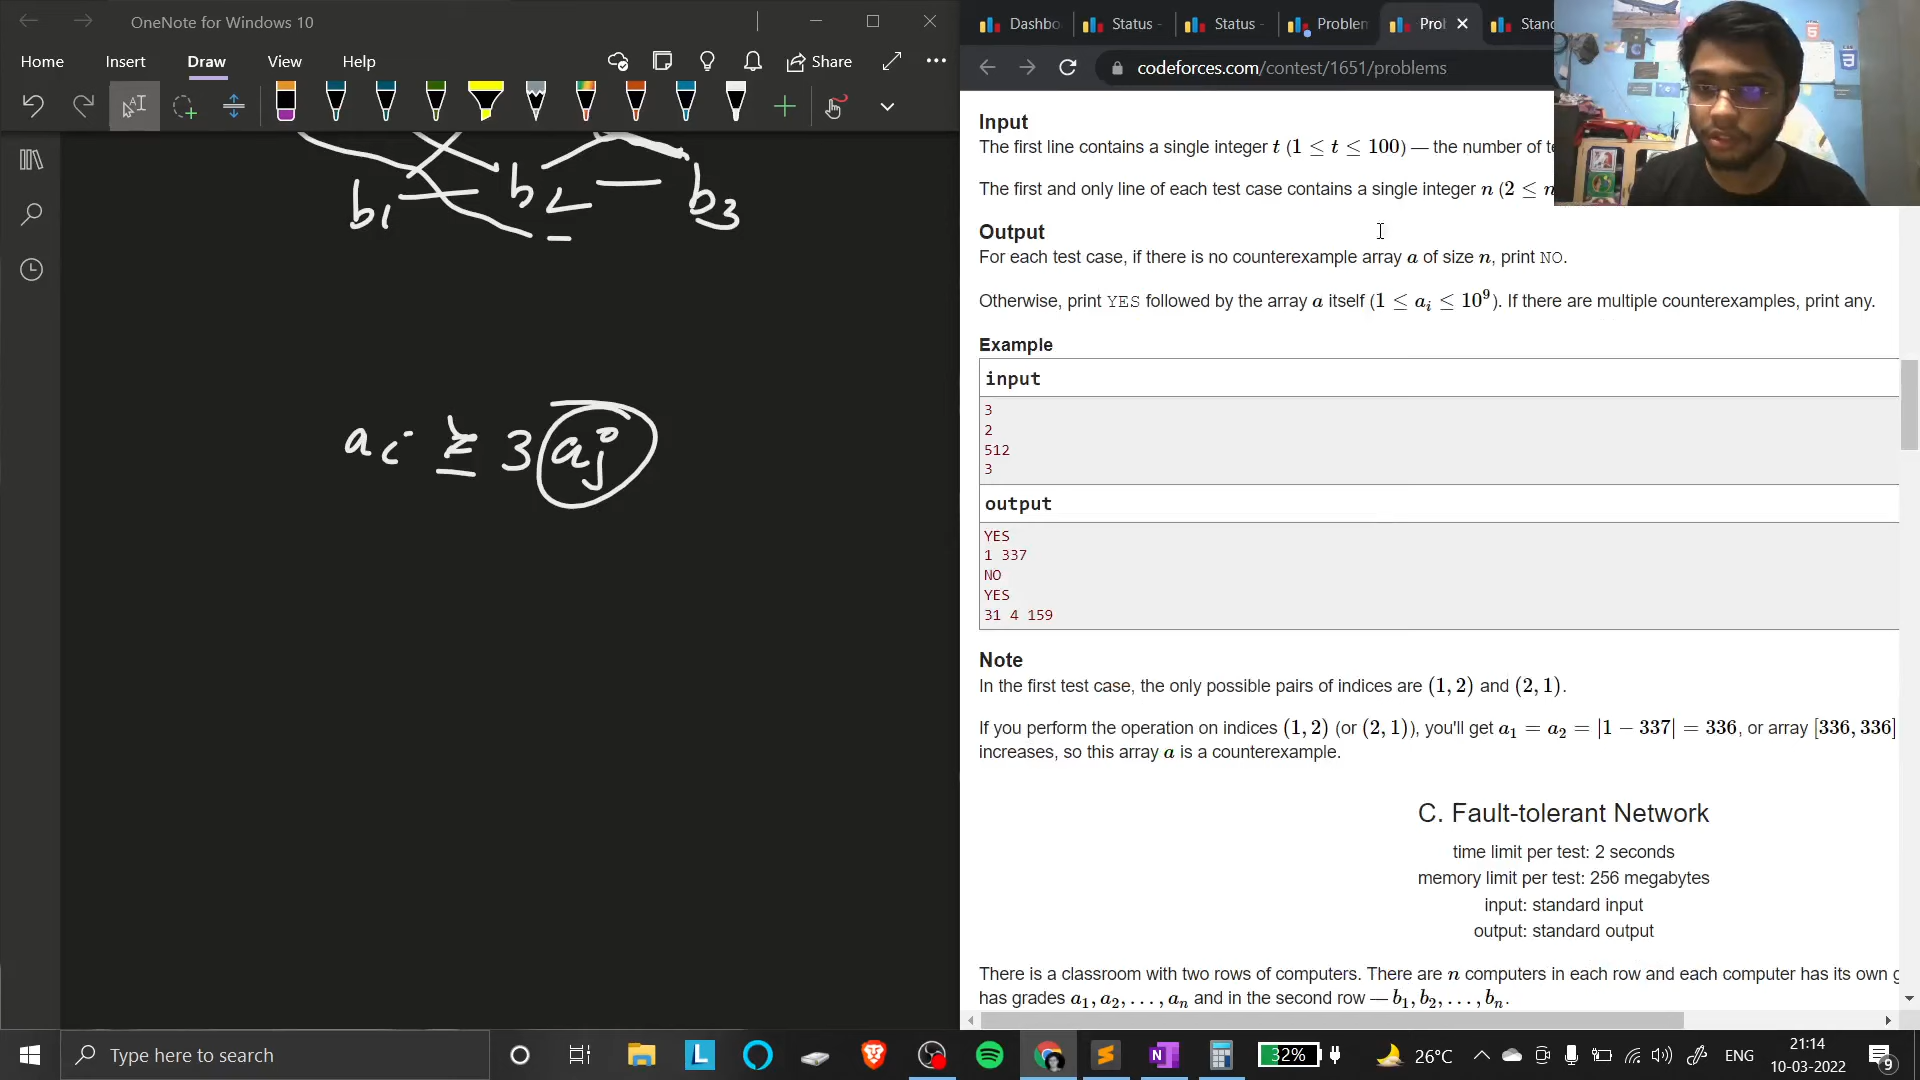 OneNote for Windows 10
Home Insert Draw View Help Share
b1 b2 b3
ai ≥ 3 aj
Dashbo Status - Status - Problem Prob Stand
codeforces.com/contest/1651/problems
Input
The first line contains a single integer t (1 ≤ t ≤ 100) — the number of te
The first and only line of each test case contains a single integer n (2 ≤ n
Output
For each test case, if there is no counterexample array a of size n, print NO.
Otherwise, print YES followed by the array a itself (1 ≤ aᵢ ≤ 10⁹). If there are multiple counterexamples, print any.
Example
input
3
2
512
3
output
YES
1 337
NO
YES
31 4 159
Note
In the first test case, the only possible pairs of indices are (1, 2) and (2, 1).
If you perform the operation on indices (1, 2) (or (2, 1)), you'll get a₁ = a₂ = |1 − 337| = 336, or array [336, 336]
increases, so this array a is a counterexample.
C. Fault-tolerant Network
time limit per test: 2 seconds
memory limit per test: 256 megabytes
input: standard input
output: standard output
There is a classroom with two rows of computers. There are n computers in each row and each computer has its own g
has grades a₁, a₂, . . . , aₙ and in the second row — b₁, b₂, . . . , bₙ.
Type here to search
32%
26°C
ENG
21:14
10-03-2022
9